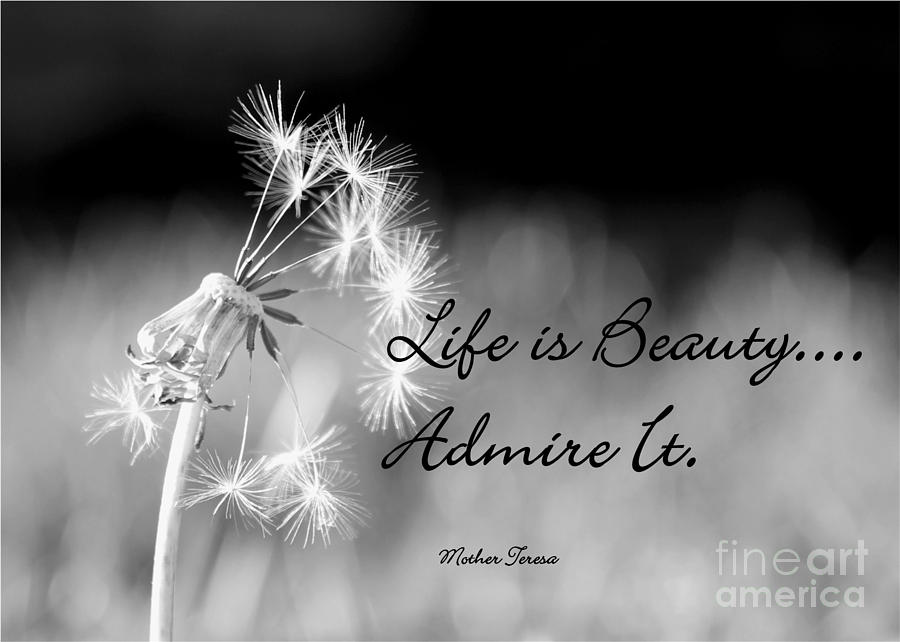 Life is Beauty....
Admire It.
Mother Teresa
fineart
america